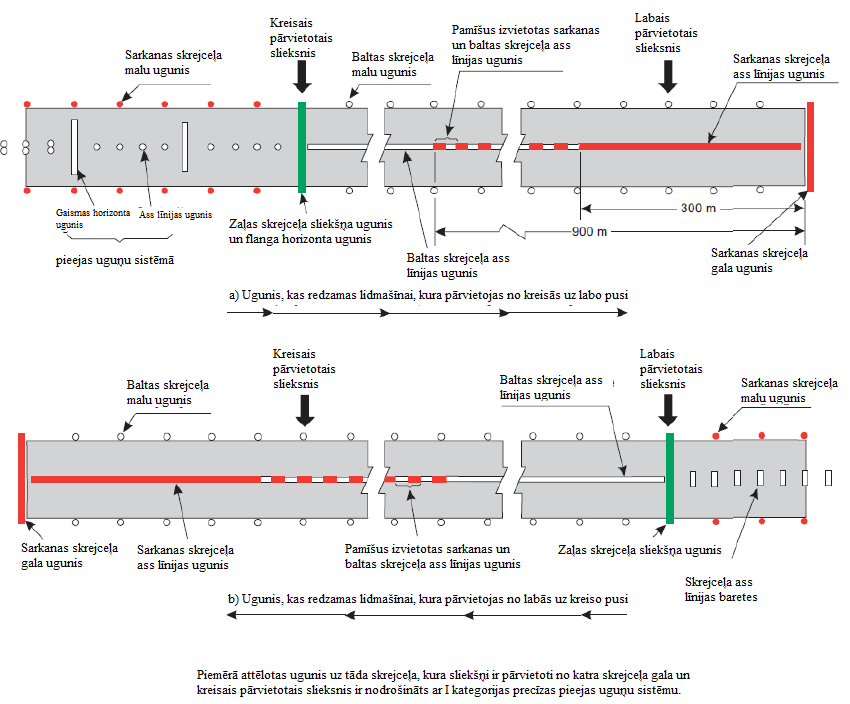 Kreisais
pārvietotais
slieksnis
Labais
pārvietotais
slieksnis
Sarkanas skrejceļa
malu ugunis
Baltas skrejceļa
malu ugunis
Pamīšus izvietotas sarkanas
un baltas skrejceļa ass
līnijas ugunis
Sarkanas skrejceļa
ass līnijas ugunis
Gaismas horizonta
ugunis
Ass līnijas ugunis
pieejas uguņu sistēmā
Zaļas skrejceļa sliekšņa ugunis
un flanga horizonta ugunis
Baltas skrejceļa ass
līnijas ugunis
300 m
900 m
Sarkanas skrejceļa
gala ugunis
a) Ugunis, kas redzamas lidmašīnai, kura pārvietojas no kreisās uz labo pusi
Kreisais
pārvietotais
slieksnis
Labais
pārvietotais
slieksnis
Baltas skrejceļa
malu ugunis
Baltas skrejceļa ass
līnijas ugunis
Sarkanas skrejceļa
malu ugunis
Sarkanas skrejceļa
gala ugunis
Sarkanas skrejceļa
ass līnijas ugunis
Pamīšus izvietotas sarkanas un
baltas skrejceļa ass līnijas ugunis
Zaļas skrejceļa sliekšņa ugunis
Skrejceļa ass
līnijas baretes
b) Ugunis, kas redzamas lidmašīnai, kura pārvietojas no labās uz kreiso pusi
Piemērā attēlotas ugunis uz tāda skrejceļa, kura sliekšņi ir pārvietoti no katra skrejceļa gala un
kreisais pārvietotais slieksnis ir nodrošināts ar I kategorijas precīzas pieejas uguņu sistēmu.